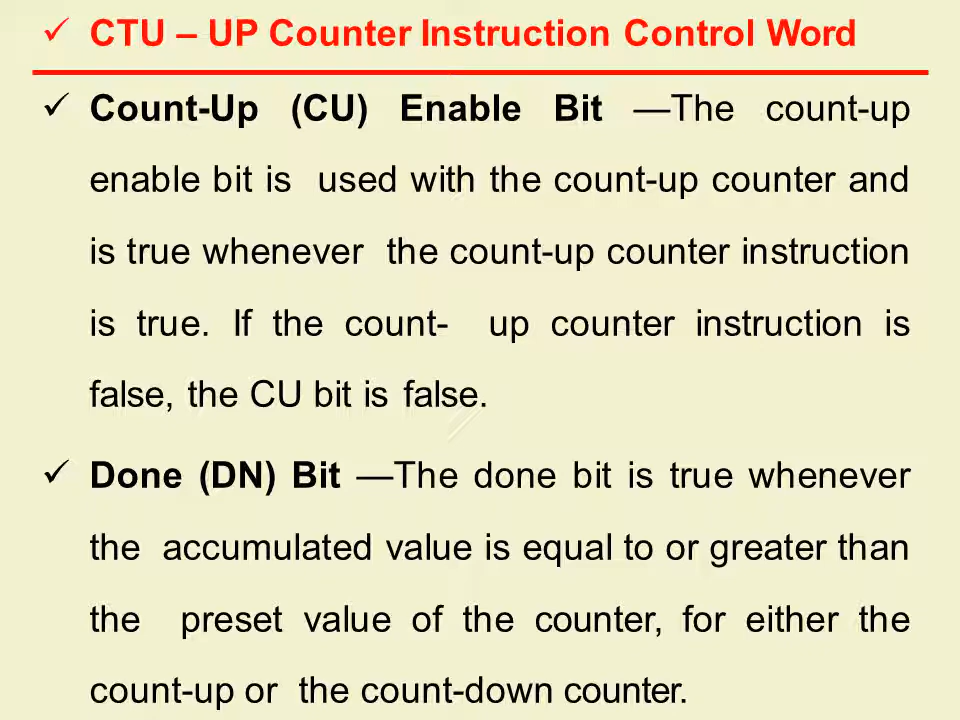 ✓ CTU – UP Counter Instruction Control Word
✓ Count-Up (CU) Enable Bit —The count-up
enable bit is used with the count-up counter and
is true whenever the count-up counter instruction
is true. If the count- up counter instruction is
false, the CU bit is false.
✓ Done (DN) Bit —The done bit is true whenever
the accumulated value is equal to or greater than
the preset value of the counter, for either the
count-up or the count-down counter.